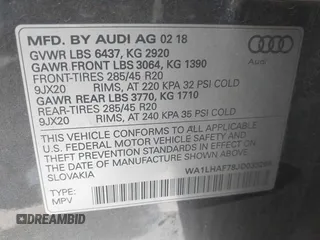 MFD. BY AUDI AG 02 18
GVWR LBS 6437, KG 2920
GAWR FRONT LBS 3064, KG 1390
FRONT-TIRES 285/45 R20
9JX20 RIMS, AT 220 KPA 32 PSI COLD
GAWR REAR LBS 3770, KG 1710
REAR-TIRES 285/45 R20
9JX20 RIMS, AT 240 KPA 35 PSI COLD
THIS VEHICLE CONFORMS TO ALL APPLICABLE
U.S. FEDERAL MOTOR VEHICLE SAFETY
STANDARDS IN EFFECT ON THE
DATE OF MANUFACTURE SHOWN ABOVE.
SLOVAKIA
TYPE:
MPV
Audi
DREAMBID